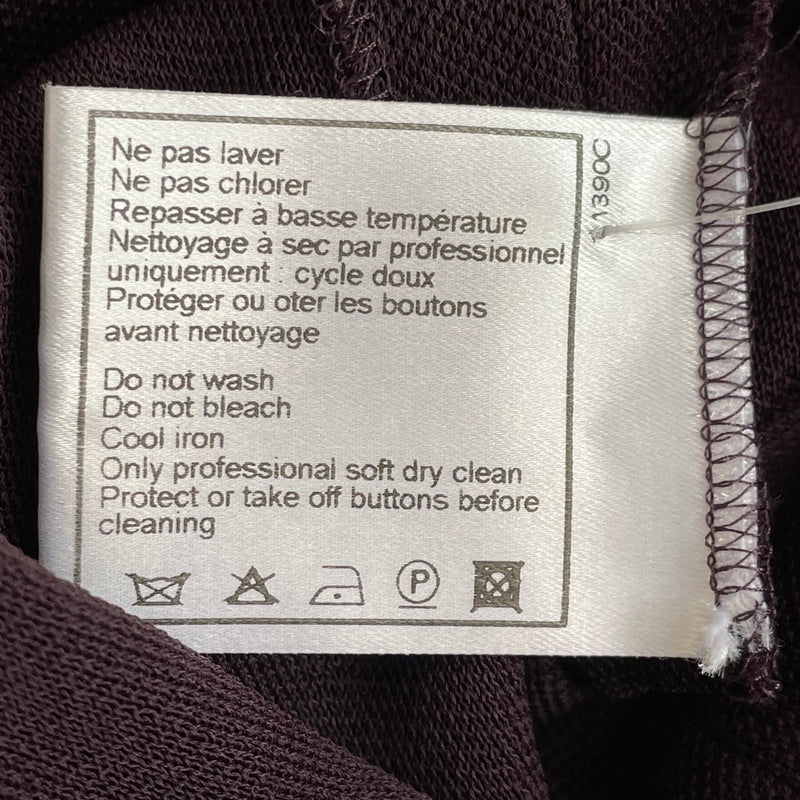 Ne pas laver
Ne pas chlorer
Repasser à basse température
Nettoyage à sec par professionnel
uniquement : cycle doux
Protéger ou oter les boutons
avant nettoyage
Do not wash
Do not bleach
Cool iron
Only professional soft dry clean
Protect or take off buttons before
cleaning
P
1390C